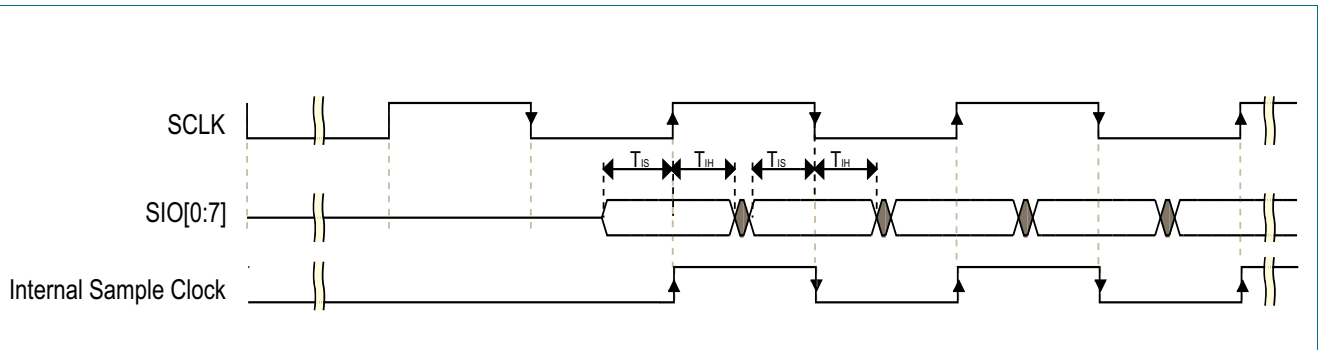 SCLK
TIS TIH TIS TIH
SIO[0:7]
Internal Sample Clock